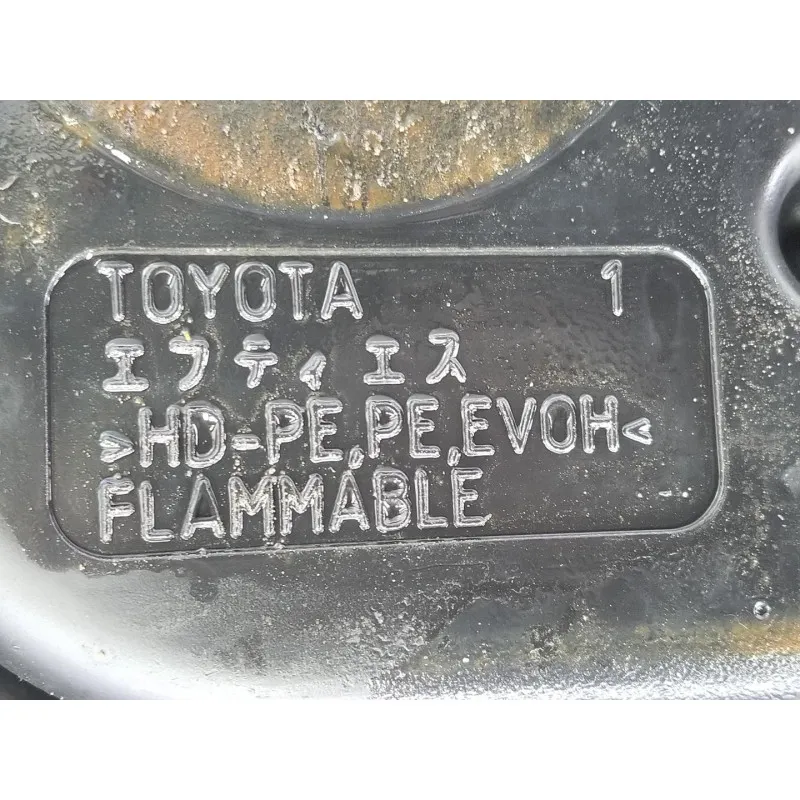 TOYOTA 1
エフティ エス
>HD-PE,PE,EVOH<
FLAMMABLE